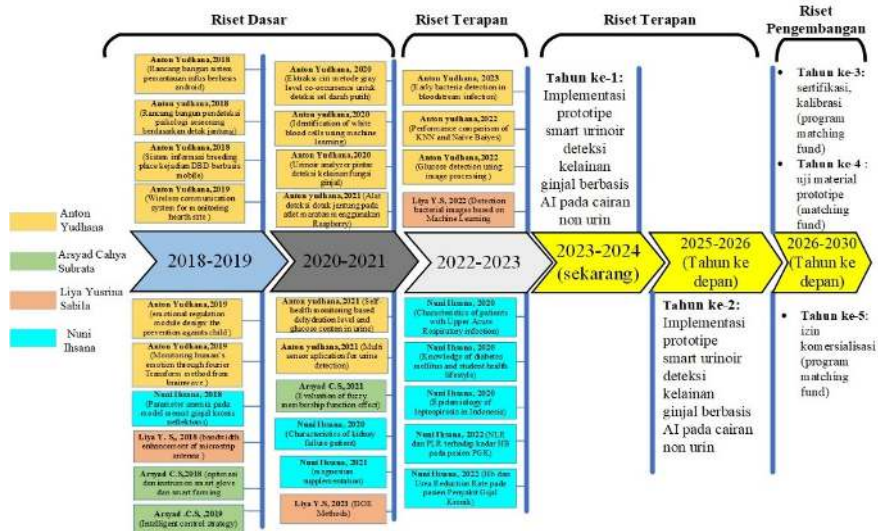 Riset Dasar
Riset Terapan
Riset Terapan
Riset
Pengembangan
Anton Yudhana, 2018
(Rancang bangun sistem
pemantauan infus berbasis
android)
Anton yudhana, 2018
(Rancang bangun pendeteksi
psikologi seseorang
berdasarkan detak jantung)
Anton Yudhana, 2018
(Sistem informasi breeding
place kejadian DBD berbasis
mobile)
Anton Yudhana, 2019
(Wireless communication
system for monitoring
hearth rate )
Anton Yudhana, 2020
(Ektraksi ciri metode gray
level co-occurrence untuk
deteksi sel darah putih)
Anton yudhana, 2020
(Identification of white
blood cells using machine
learning)
Anton Yudhana, 2020
(Urinoir analyzer pintar
deteksi kelainan fungsi
ginjal)
Anton yudhana, 2021 (Alat
deteksi detak jantung pada
atlet maraton menggunakan
Raspberry)
Anton Yudhana, 2023
(Early bacteria detection in
bloodstream infection)
Anton yudhana, 2022
(Performance comparison of
KNN and Naive Baiyes)
Anton Yudhana, 2022
(Glucose detection using
image processing )
Liya Y.S, 2022 (Detection
bacterial images based on
Machine Learning
Tahun ke-1:
Implementasi
prototipe
smart urinoir
deteksi
kelainan
ginjal berbasis
AI pada cairan
non urin
• Tahun ke-3:
sertifikasi,
kalibrasi
(program
matching
fund)
• Tahun ke-4 :
uji material
prototipe
(matching
fund)
Anton
Yudhana
Arsyad Cahya
Subrata
Liya Yusrina
Sabila
Nuni
Ihsana
2018-2019
2020-2021
2022-2023
2023-2024
(sekarang)
2025-2026
(Tahun ke
depan)
2026-2030
(Tahun ke
depan)
Anton Yudhana, 2019
(emotional regulation
module design: the
prevention againts child )
Anton Yudhana, 2019
(Monitoring human's
emotion through fourier
Transform method from
brainwave )
Nuni Ihsana, 2018
(Parameter anemia pada
model mencit ginjal kronis
Liya Y. S,, 2018 (bandwidth
enhancement of microstrip
antenna )
Arsyad C.S,2018 (optimasi
dan instrumen smart glove
dan smart farming
Arsyad .C.S, ,2019
(Intelligent control strategy)
Anton yudhana, 2021 (Self
health monitoring based
dehydration level and
glucose conten in urine)
Anton yudhana, 2021 (Multi
sensor aplication for urine
detection)
Arsyad C.S, 2021
(Evaluation of fuzzy
membership function effect)
Nuni Ihsana, 2020
(Characteristics of kidney
failure patient)
Nuni Ihsana, 2021
(magnesium
supplementation)
Liya Y.S, 2021
Methods)
Nuni Ihsana, 2020
(Characteristics of patients
with Upper Acute
Respiratory infection)
Nuni Ihsana, 2020
(Knowledge of diabetes
mellitus and student health
lifestyle)
Nuni Ihsana, 2020
(Epidemiology of
leptospirosis in Indonesia)
Nuni Ihsana, 2022 (NLR
dan PLR terhadap kadar HB
pada pasien PGK)
Nuni Ihsana, 2022 (Hb dan
Urea Reduction Rate pada
pasien Penyakit Gijal
Kronik)
Tahun ke-2:
Implementasi
prototipe
smart urinoir
deteksi
kelainan
ginjal berbasis
AI pada cairan
non urin
• Tahun ke-5:
izin
komersialisasi
(program
matching
fund)